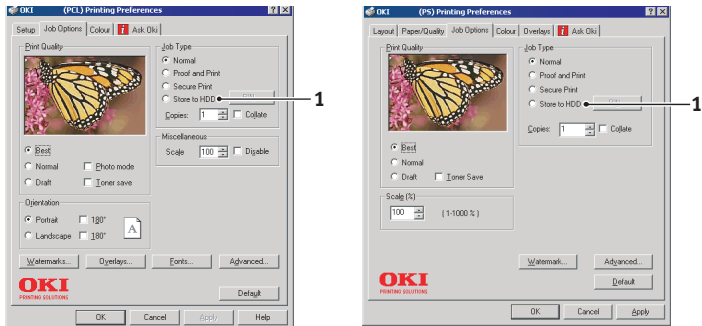 OKI (PCL) Printing Preferences
Setup Job Options Colour Ask Oki
Print Quality
Best
Normal Photo mode
Draft Toner save
Orientation
Portrait 180°
Landscape 180°
A
Job Type
Normal
Proof and Print
Secure Print
Store to HDD
1
Copies: 1 Collate
Miscellaneous
Scale 100 Disable
Watermarks... Overlays... Fonts... Advanced...
OKI
PRINTING SOLUTIONS
Default
OK Cancel Apply Help
OKI (PS) Printing Preferences
Layout Paper/Quality Job Options Colour Overlays Ask Oki
Print Quality
Best
Normal
Draft Toner Save
Scale (%)
100 ( 1-1000 % )
Job Type
Normal
Proof and Print
Secure Print
Store to HDD
1
Copies: 1 Collate
Watermark... Advanced...
OKI
PRINTING SOLUTIONS
Default
OK Cancel Apply